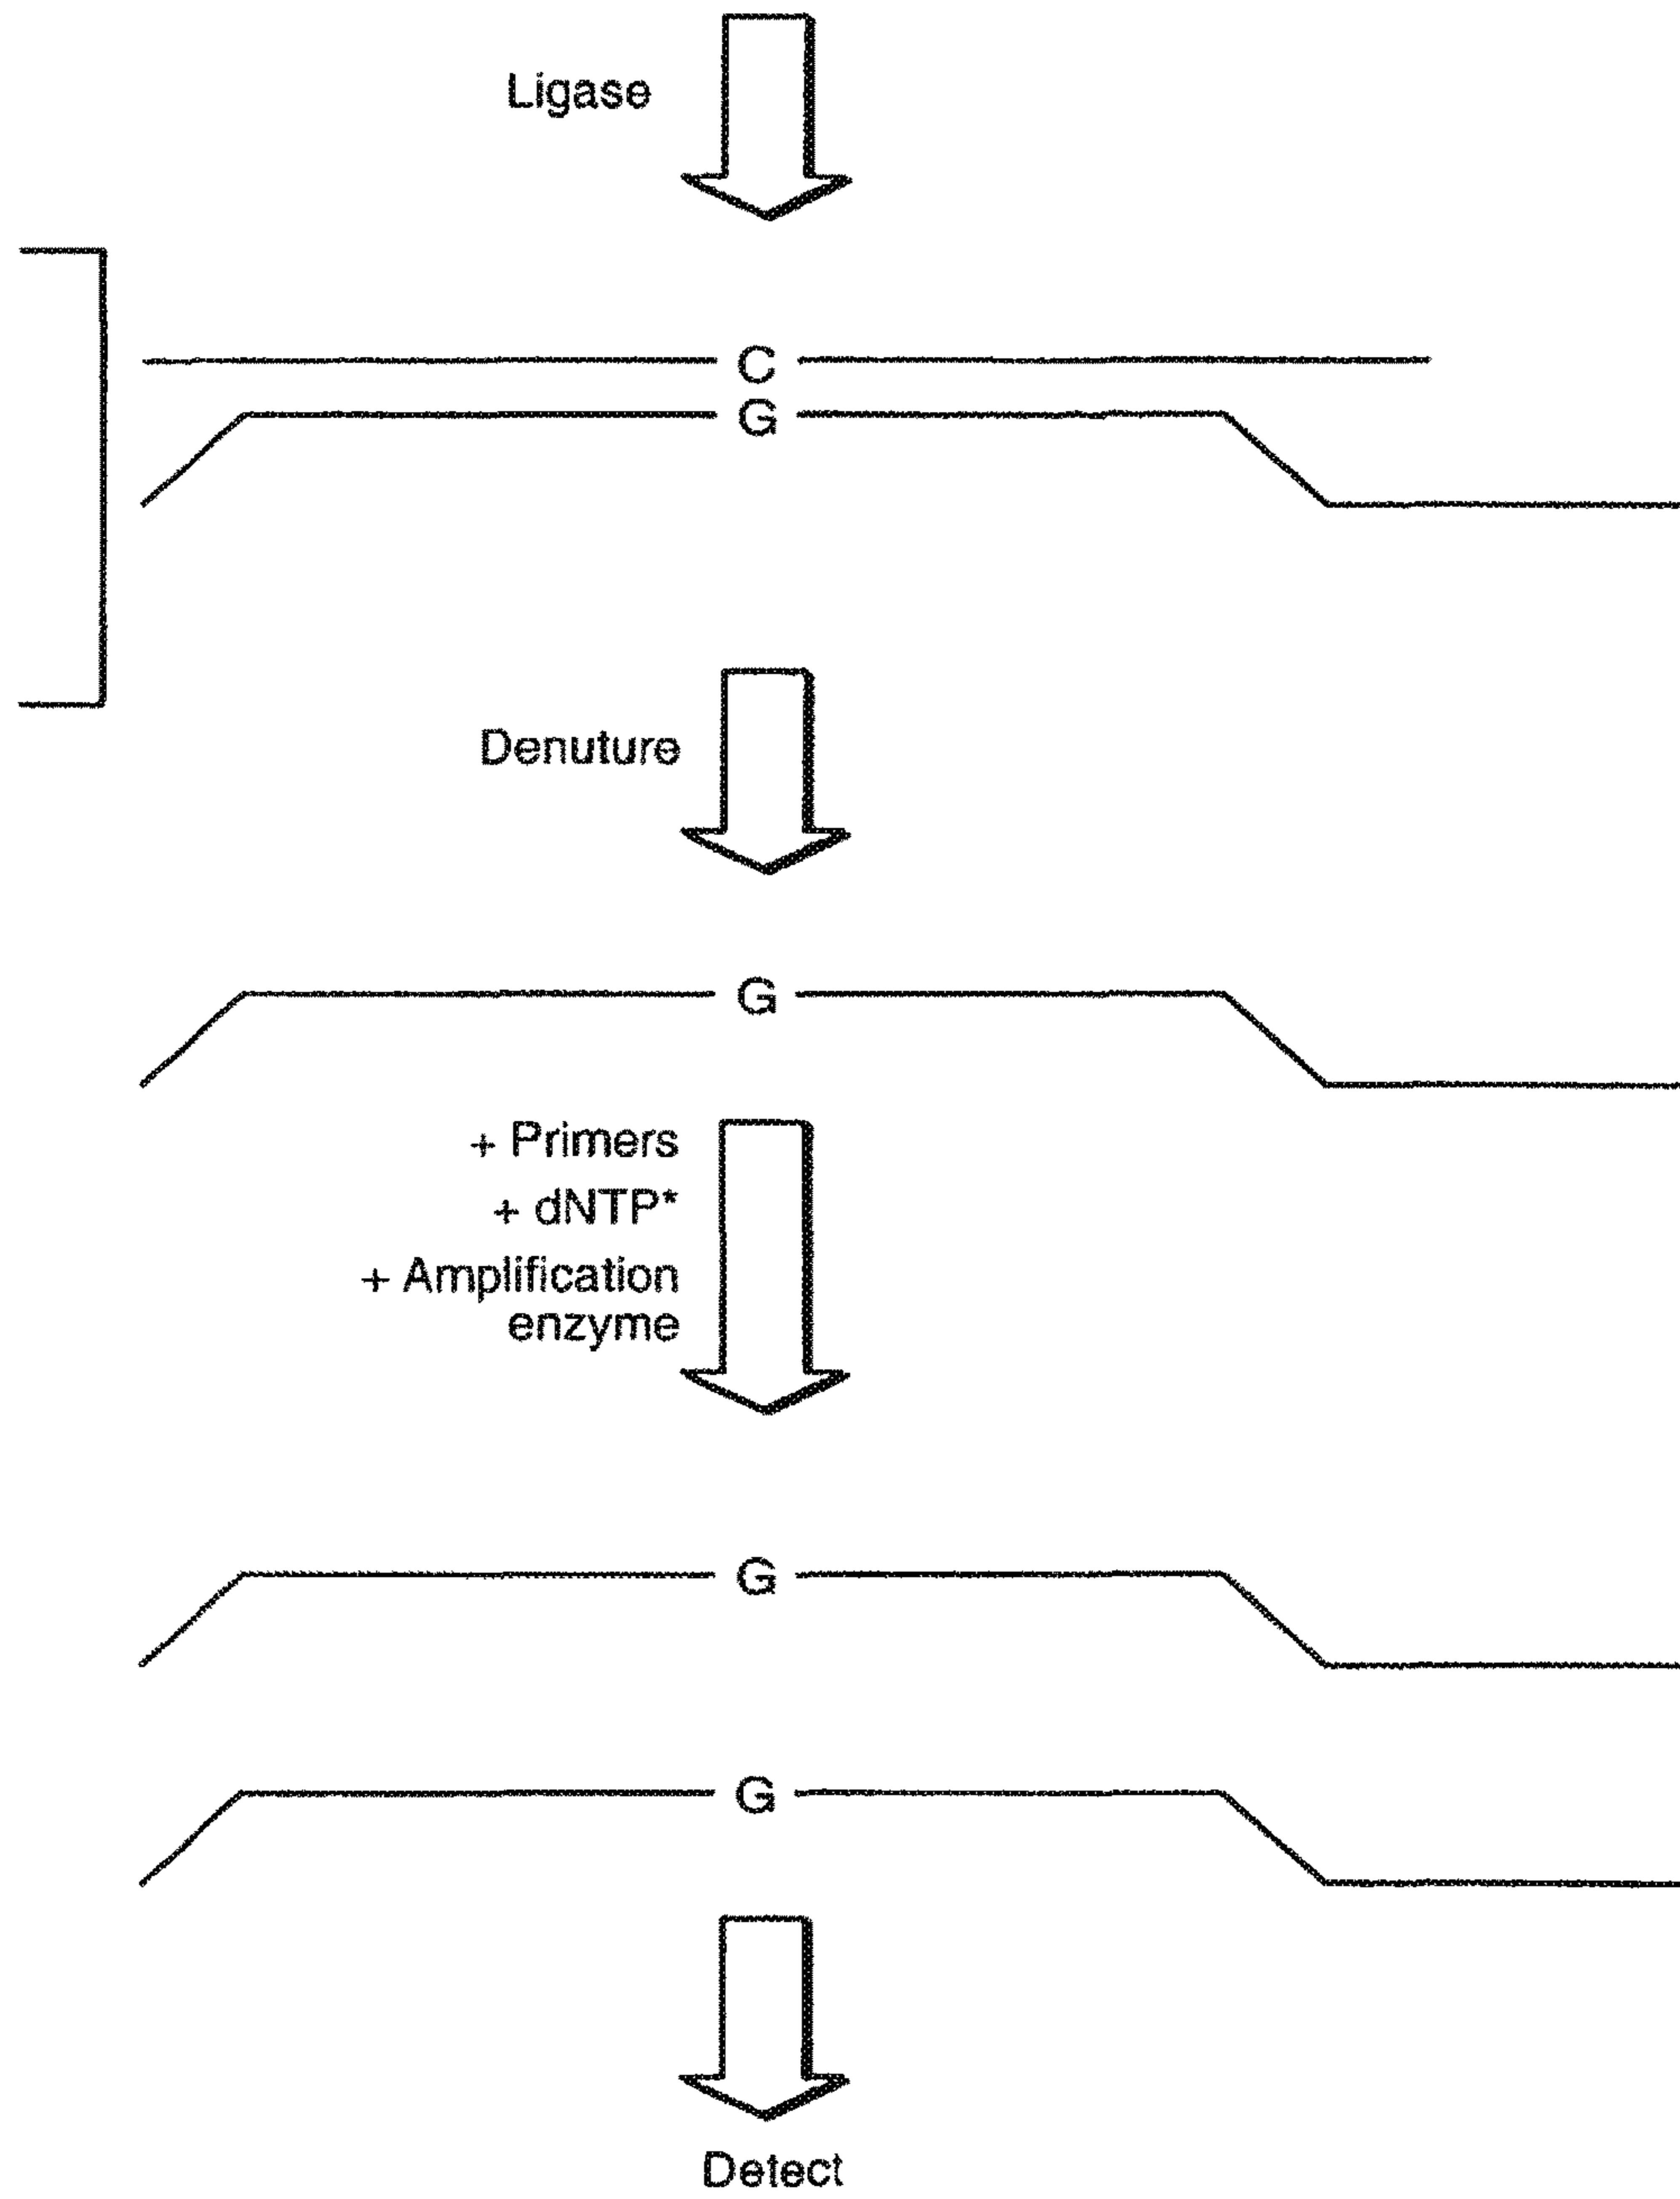 Ligase
C
G
Denuture
G
+ Primers
+ dNTP*
+ Amplification
enzyme
G
G
Detect